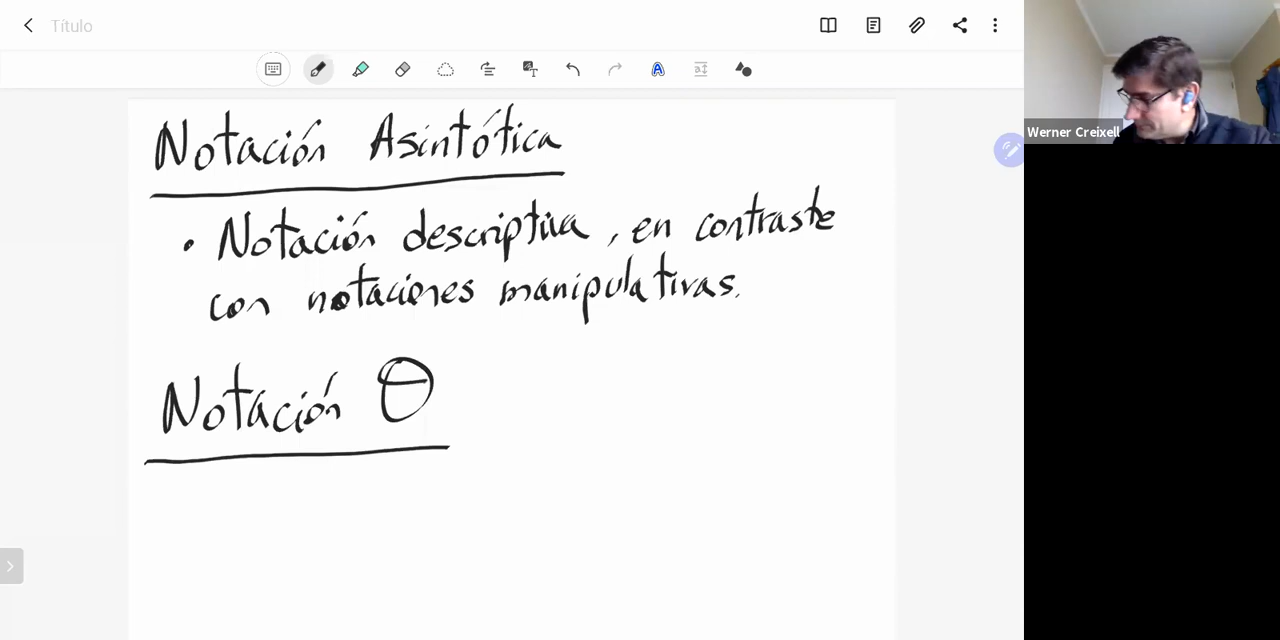 Título
Werner Creixell
Notación Asintótica
• Notación descriptiva, en contraste
con notaciones manipulativas.
Notación Θ